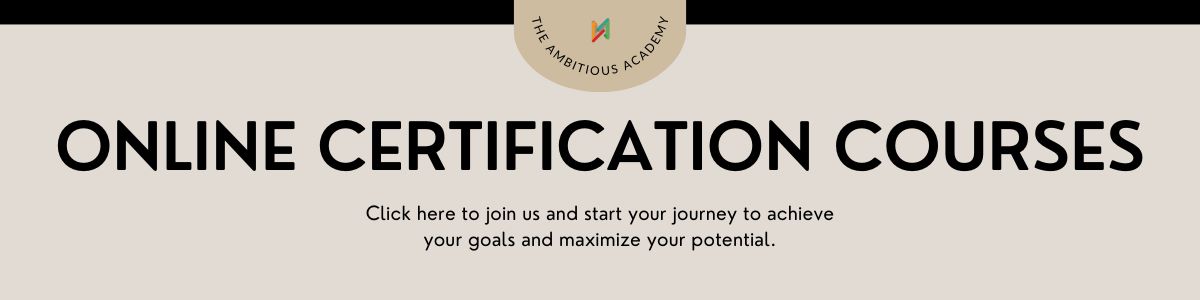 THE AMBITIOUS ACADEMY
ONLINE CERTIFICATION COURSES
Click here to join us and start your journey to achieve
your goals and maximize your potential.